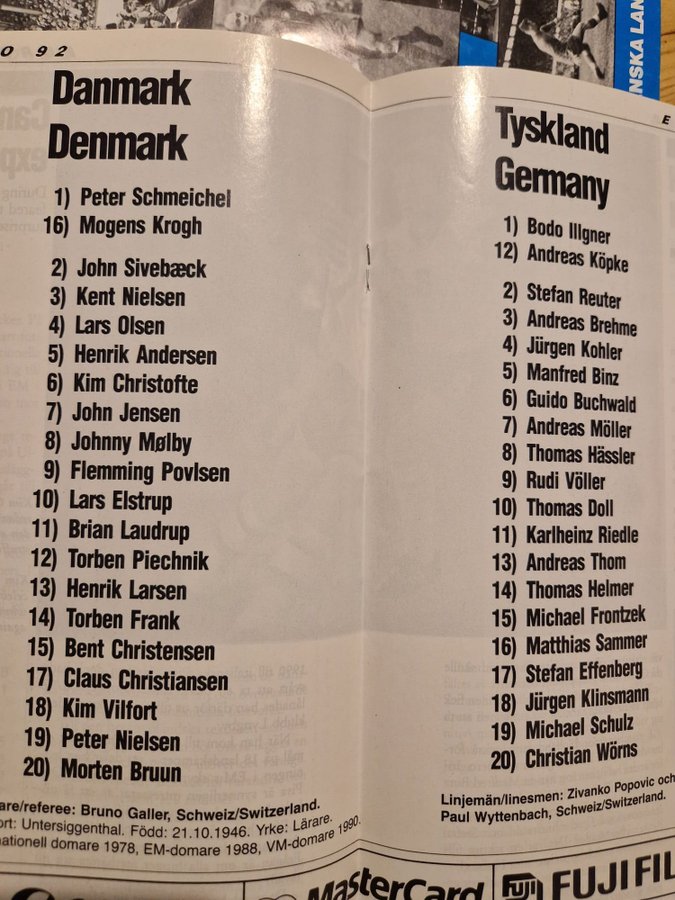 NSKA LAN
O 92
Danmark
Denmark
1) Peter Schmeichel
16) Mogens Krogh
2) John Sivebæck
3) Kent Nielsen
4) Lars Olsen
5) Henrik Andersen
6) Kim Christofte
7) John Jensen
8) Johnny Mølby
9) Flemming Povlsen
10) Lars Elstrup
11) Brian Laudrup
12) Torben Piechnik
13) Henrik Larsen
14) Torben Frank
15) Bent Christensen
17) Claus Christiansen
18) Kim Vilfort
19) Peter Nielsen
20) Morten Bruun
are/referee: Bruno Galler, Schweiz/Switzerland.
ort: Untersiggenthal. Född: 21.10.1946. Yrke: Lärare.
nationell domare 1978, EM-domare 1988, VM-domare 1990.
E
Tyskland
Germany
1) Bodo Illgner
12) Andreas Köpke
2) Stefan Reuter
3) Andreas Brehme
4) Jürgen Kohler
5) Manfred Binz
6) Guido Buchwald
7) Andreas Möller
8) Thomas Hässler
9) Rudi Völler
10) Thomas Doll
11) Karlheinz Riedle
13) Andreas Thom
14) Thomas Helmer
15) Michael Frontzek
16) Matthias Sammer
17) Stefan Effenberg
18) Jürgen Klinsmann
19) Michael Schulz
20) Christian Wörns
Linjemän/linesmen: Zivanko Popovic och
Paul Wyttenbach, Schweiz/Switzerland.
MasterCard
FUJI FUJI FIL